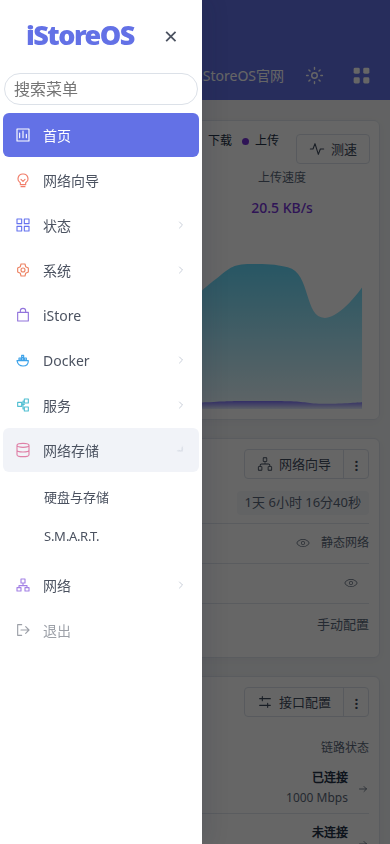 iStoreOS
×
搜索菜单
首页
网络向导
状态
系统
iStore
Docker
服务
网络存储
硬盘与存储
S.M.A.R.T.
网络
退出
StoreOS官网
下载 上传
测速
上传速度
20.5 KB/s
网络向导
1天 6小时 16分40秒
静态网络
手动配置
接口配置
链路状态
已连接
1000 Mbps
未连接